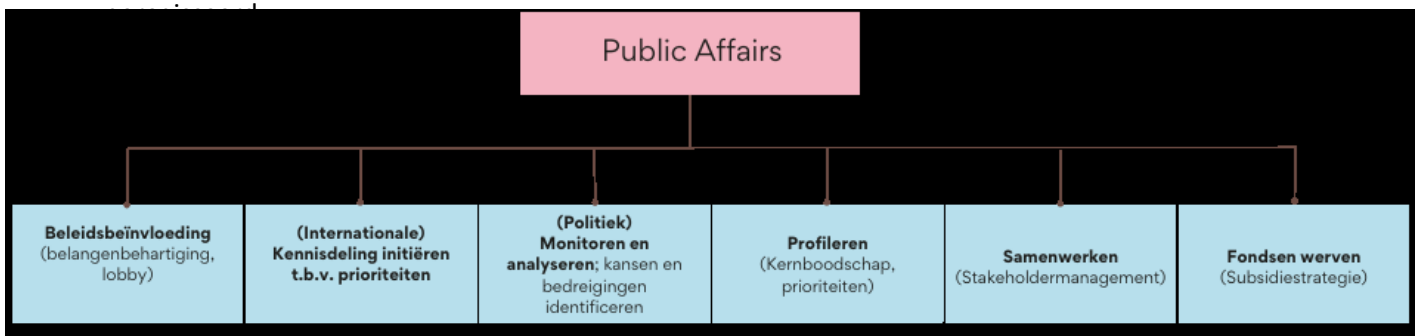 Public Affairs
Beleidsbeïnvloeding
(belangenbehartiging,
lobby)
(Internationale)
Kennisdeling initiëren
t.b.v. prioriteiten
(Politiek)
Monitoren en
analyseren; kansen en
bedreigingen
identificeren
Profileren
(Kernboodschap,
prioriteiten)
Samenwerken
(Stakeholdermanagement)
Fondsen werven
(Subsidiestrategie)